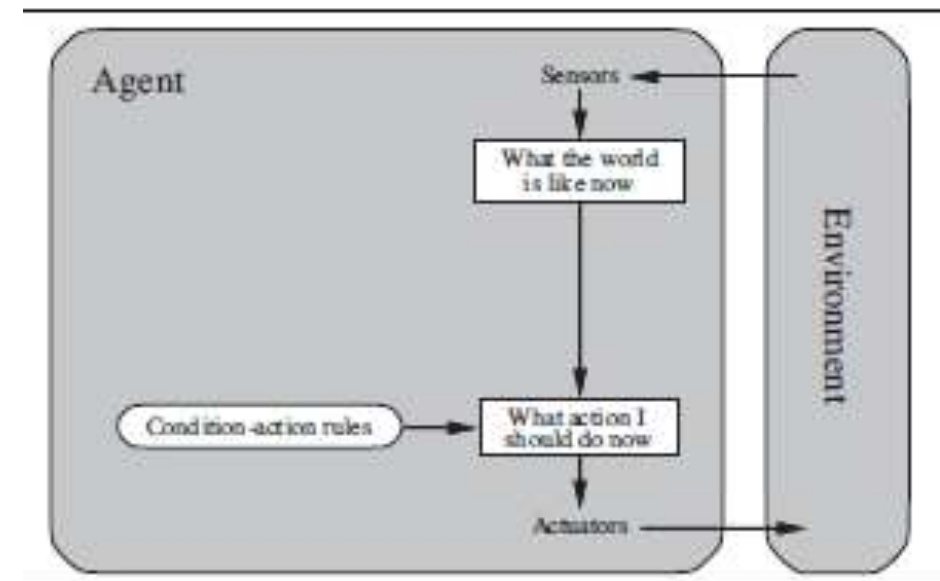 Agent
Sensors
What the world
is like now
Environment
Condition-action rules
What action I
should do now
Actuators